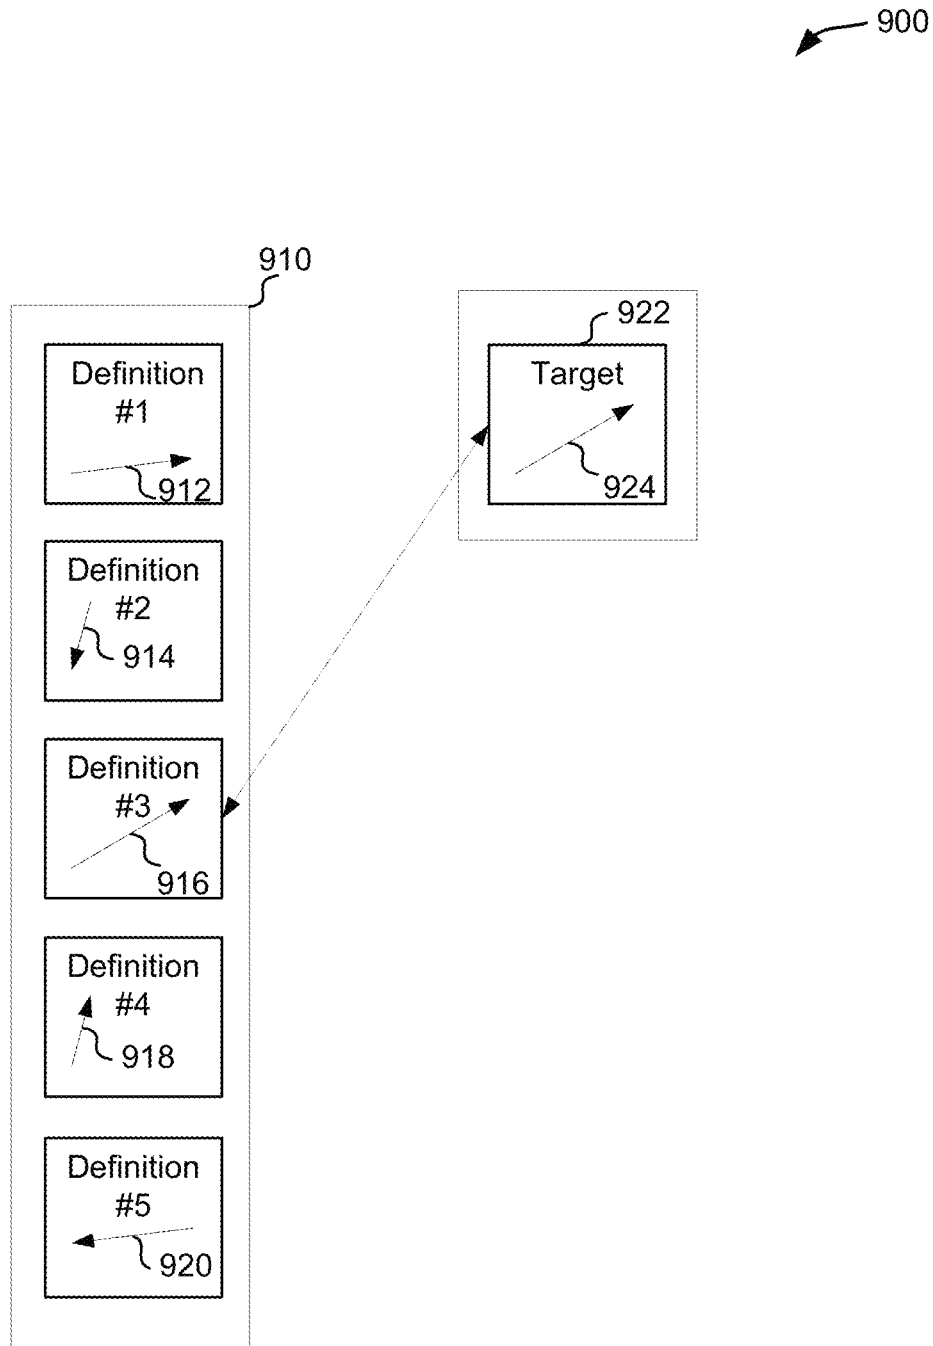 900
910
Definition
#1
912
922
Target
924
Definition
#2
914
Definition
#3
916
Definition
#4
918
Definition
#5
920